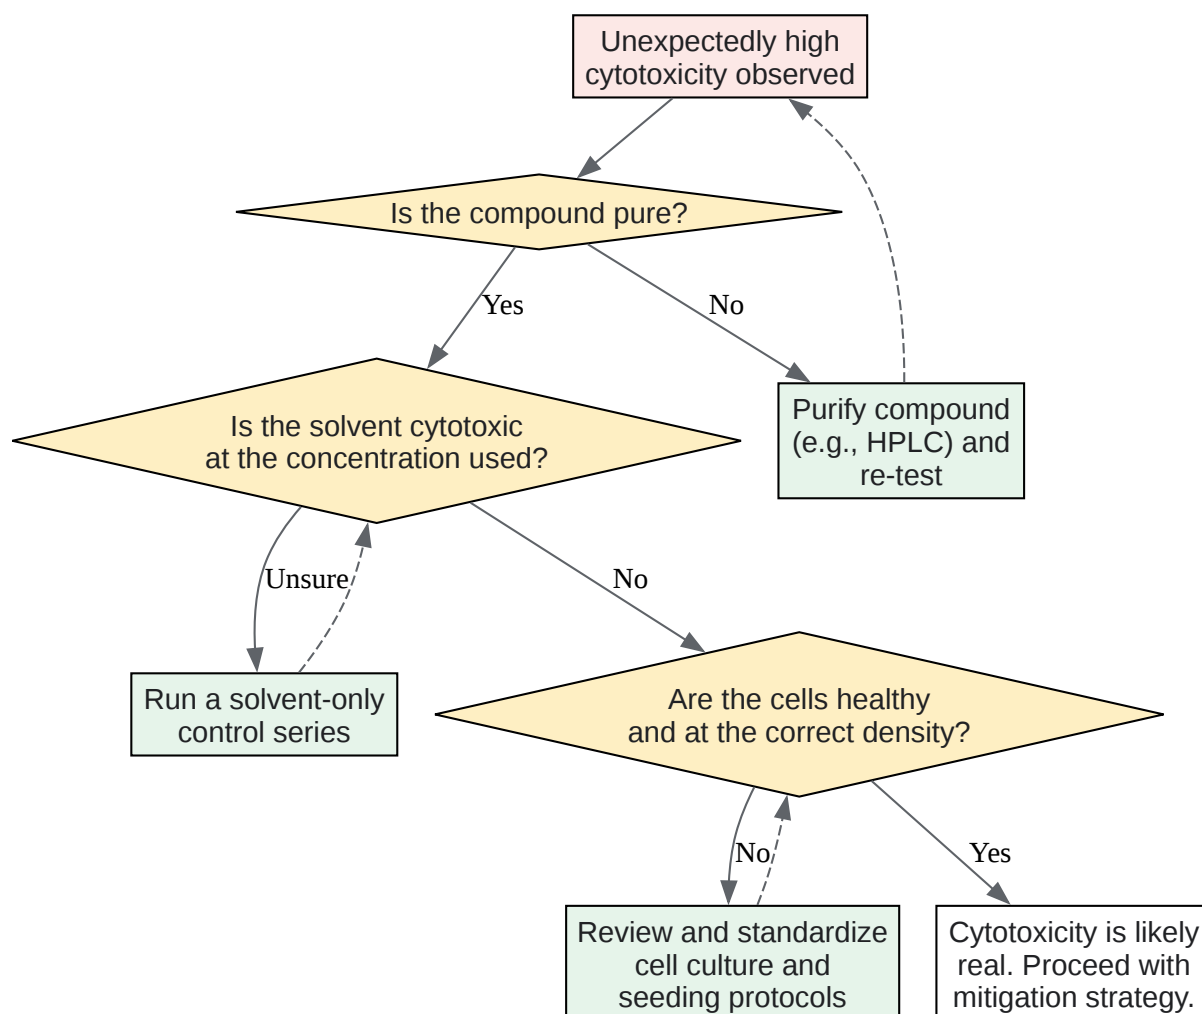 Unexpectedly high
cytotoxicity observed
Is the compound pure?
Yes
No
Is the solvent cytotoxic
at the concentration used?
Purify compound
(e.g., HPLC) and
re-test
Unsure
No
Run a solvent-only
control series
Are the cells healthy
and at the correct density?
No
Yes
Review and standardize
cell culture and
seeding protocols
Cytotoxicity is likely
real. Proceed with
mitigation strategy.